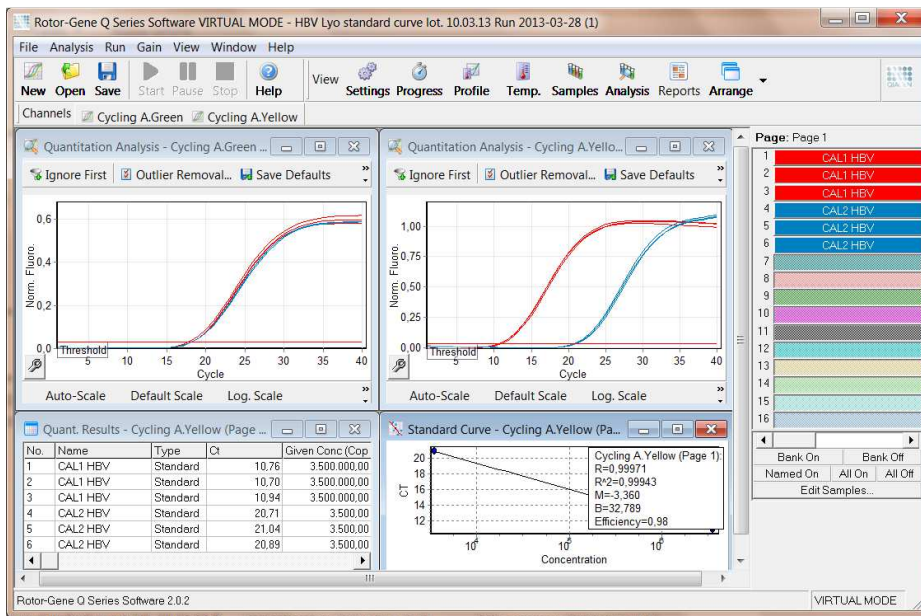 Rotor-Gene Q Series Software VIRTUAL MODE - HBV Lyo standard curve lot. 10.03.13 Run 2013-03-28 (1)
File Analysis Run Gain View Window Help
New Open Save Start Pause Stop Help View Settings Progress Profile Temp. Samples Analysis Reports Arrange
Channels Cycling A.Green Cycling A.Yellow
Quantitation Analysis - Cycling A.Green ...
Ignore First Outlier Removal... Save Defaults
Norm. Fluoro.
0,6
0,4
0,2
0,0
Threshold
5 10 15 20 25 30 35 40
Cycle
Auto-Scale Default Scale Log. Scale
Quantitation Analysis - Cycling A.Yello...
Ignore First Outlier Removal... Save Defaults
Norm. Fluoro.
1,00
0,75
0,50
0,25
0,00
Threshold
5 10 15 20 25 30 35 40
Cycle
Auto-Scale Default Scale Log. Scale
Quant. Results - Cycling A.Yellow (Page ...
No. Name Type Ct Given Conc (Cop
1 CAL1 HBV Standard 10,76 3.500.000,00
2 CAL1 HBV Standard 10,70 3.500.000,00
3 CAL1 HBV Standard 10,94 3.500.000,00
4 CAL2 HBV Standard 20,71 3.500,00
5 CAL2 HBV Standard 21,04 3.500,00
6 CAL2 HBV Standard 20,89 3.500,00
Standard Curve - Cycling A.Yellow (Pa...
CT
20
18
16
14
12
Cycling A.Yellow (Page 1):
R=0,99971
R^2=0,99943
M=-3,360
B=32,789
Efficiency=0,98
10^4 10^5 10^6
Concentration
Page: Page 1
1 CAL1 HBV
2 CAL1 HBV
3 CAL1 HBV
4 CAL2 HBV
5 CAL2 HBV
6 CAL2 HBV
7
8
9
10
11
12
13
14
15
16
Bank On Bank Off
Named On All On All Off
Edit Samples...
Rotor-Gene Q Series Software 2.0.2
VIRTUAL MODE